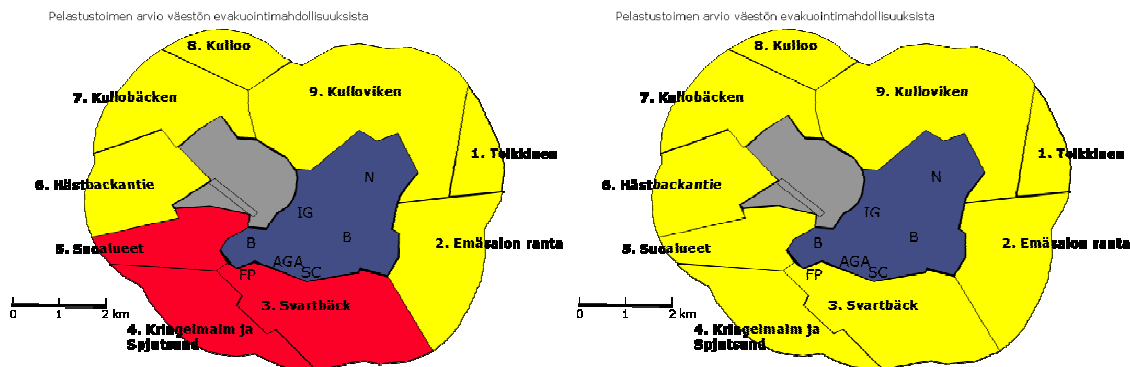 Pelastustoimen arvio väestön evakuointimahdollisuuksista
8. Kulloo
7. Kullobäcken
9. Kulloviken
1. Tolkkinen
6. Hästbackantie
N
IG
B
B
2. Emäsalon ranta
5. Suoalueet
AGA
FP
SC
3. Svartbäck
0 1 2 km
4. Kringelmalm ja
Spjutsund
Pelastustoimen arvio väestön evakuointimahdollisuuksista
8. Kulloo
7. Kullobäcken
9. Kulloviken
1. Tolkkinen
6. Hästbackantie
N
IG
B
B
2. Emäsalon ranta
5. Suoalueet
AGA
FP
SC
3. Svartbäck
0 1 2 km
4. Kringelmalm ja
Spjutsund